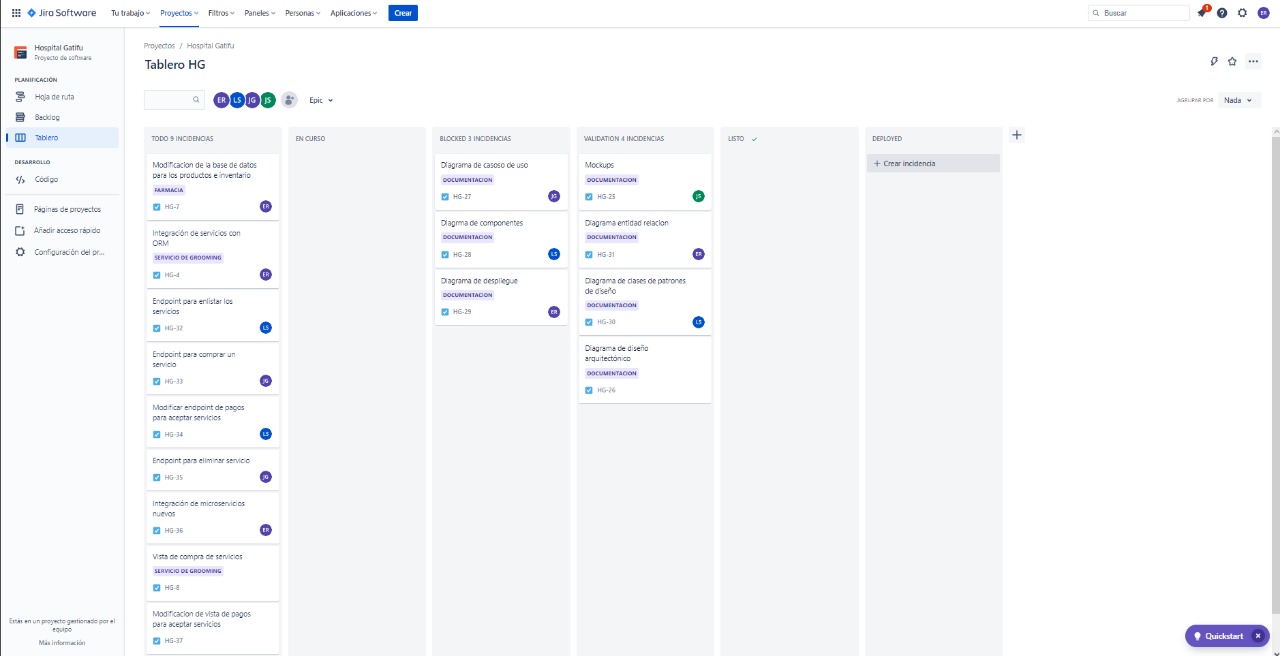 Jira Software
Tu trabajo
Proyectos
Filtros
Paneles
Personas
Aplicaciones
Crear
Buscar
1
ER
Hospital Gatifu
Proyecto de software
PLANIFICACIÓN
Hoja de ruta
Backlog
Tablero
DESARROLLO
Código
Páginas de proyectos
Añadir acceso rápido
Configuración del pr...
Estás en un proyecto gestionado por el
equipo
Más información
Proyectos / Hospital Gatifu
Tablero HG
ER LS JG JS
Epic
AGRUPAR POR
Nada
TODO 9 INCIDENCIAS
Modificacion de la base de datos
para los productos e inventario
FARMACIA
HG-7
ER
Integración de servicios con
ORM
SERVICIO DE GROOMING
HG-4
ER
Endpoint para enlistar los
servicios
HG-32
LS
Endpoint para comprar un
servicio
HG-33
JG
Modificar endpoint de pagos
para aceptar servicios
HG-34
LS
Endpoint para eliminar servicio
HG-35
JG
Integración de microservicios
nuevos
HG-36
ER
Vista de compra de servicios
SERVICIO DE GROOMING
HG-8
Modificacion de vista de pagos
para aceptar servicios
HG-37
EN CURSO
BLOCKED 3 INCIDENCIAS
Diagrama de casoso de uso
DOCUMENTACION
HG-27
JG
Diagrma de componentes
DOCUMENTACION
HG-28
LS
Diagrama de despliegue
DOCUMENTACION
HG-29
ER
VALIDATION 4 INCIDENCIAS
Mockups
DOCUMENTACION
HG-25
JS
Diagrama entidad relacion
DOCUMENTACION
HG-31
ER
Diagrama de clases de patrones
de diseño
DOCUMENTACION
HG-30
LS
Diagrama de diseño
arquitectónico
DOCUMENTACION
HG-26
LISTO
DEPLOYED
+ Crear incidencia
Quickstart